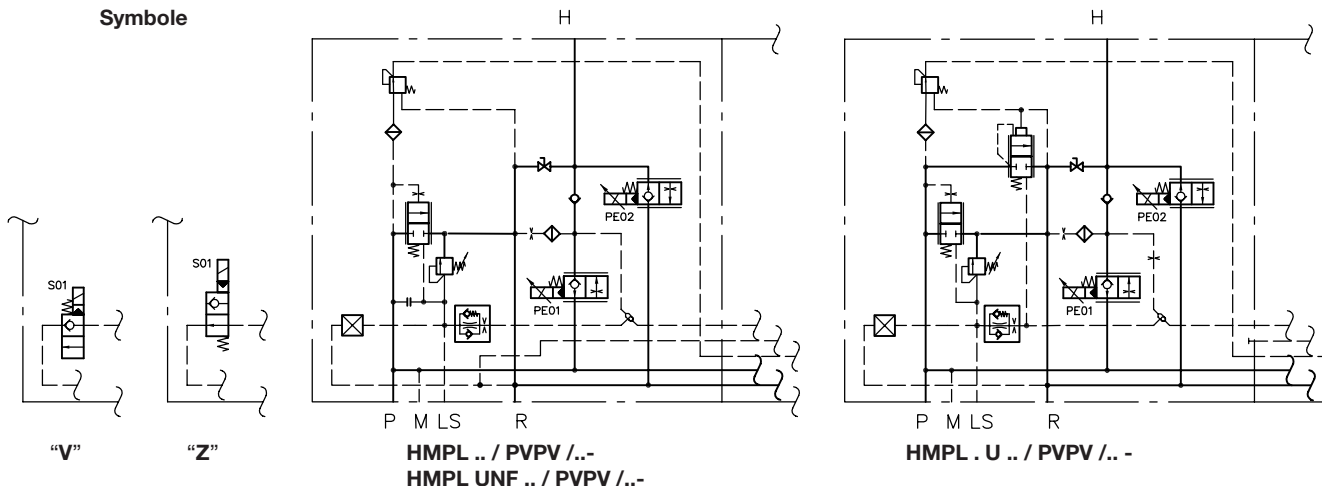 Symbole
H
H
PE02
PE02
S01
S01
PE01
PE01
P M LS R
P M LS R
“V”
“Z”
HMPL .. / PVPV /..-
HMPL UNF .. / PVPV /..-
HMPL . U .. / PVPV /.. -